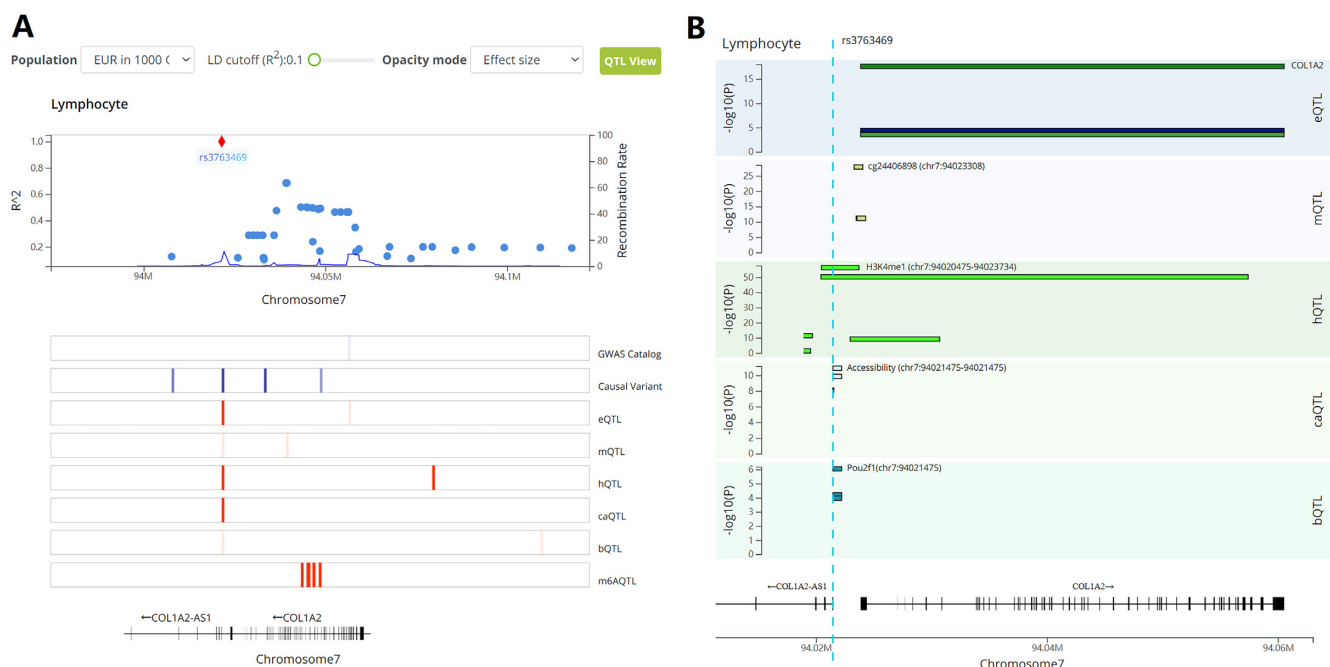 A
Population EUR in 1000 ( LD cutoff (R²):0.1 Opacity mode Effect size QTL View
Lymphocyte
1.0
0.8
0.6
0.4
0.2
R^2
rs3763469
100
80
60
40
20
0
Recombination Rate
94M 94.05M 94.1M
Chromosome7
GWAS Catalog
Causal Variant
eQTL
mQTL
hQTL
caQTL
bQTL
m6AQTL
←COL1A2-AS1 ←COL1A2
Chromosome7
B
Lymphocyte rs3763469
-log10(P)
15
10
5
0
COL1A2
eQTL
-log10(P)
25
20
15
10
5
0
cg24406898 (chr7:94023308)
mQTL
-log10(P)
50
40
30
20
10
0
H3K4me1 (chr7:94020475-94023734)
hQTL
-log10(P)
10
8
6
4
2
0
Accessibility (chr7:94021475-94021475)
caQTL
-log10(P)
6
5
4
3
2
1
0
Pou2f1(chr7:94021475)
bQTL
←COL1A2-AS1 COL1A2→
94.02M 94.04M 94.06M
Chromosome7